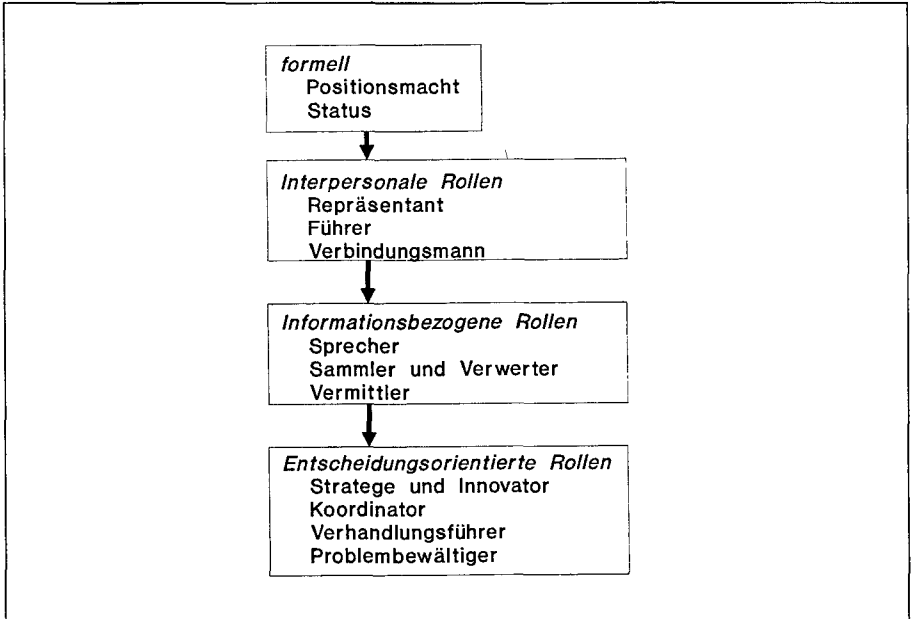 formell
Positionsmacht
Status
Interpersonale Rollen
Repräsentant
Führer
Verbindungsmann
Informationsbezogene Rollen
Sprecher
Sammler und Verwerter
Vermittler
Entscheidungsorientierte Rollen
Stratege und Innovator
Koordinator
Verhandlungsführer
Problembewältiger